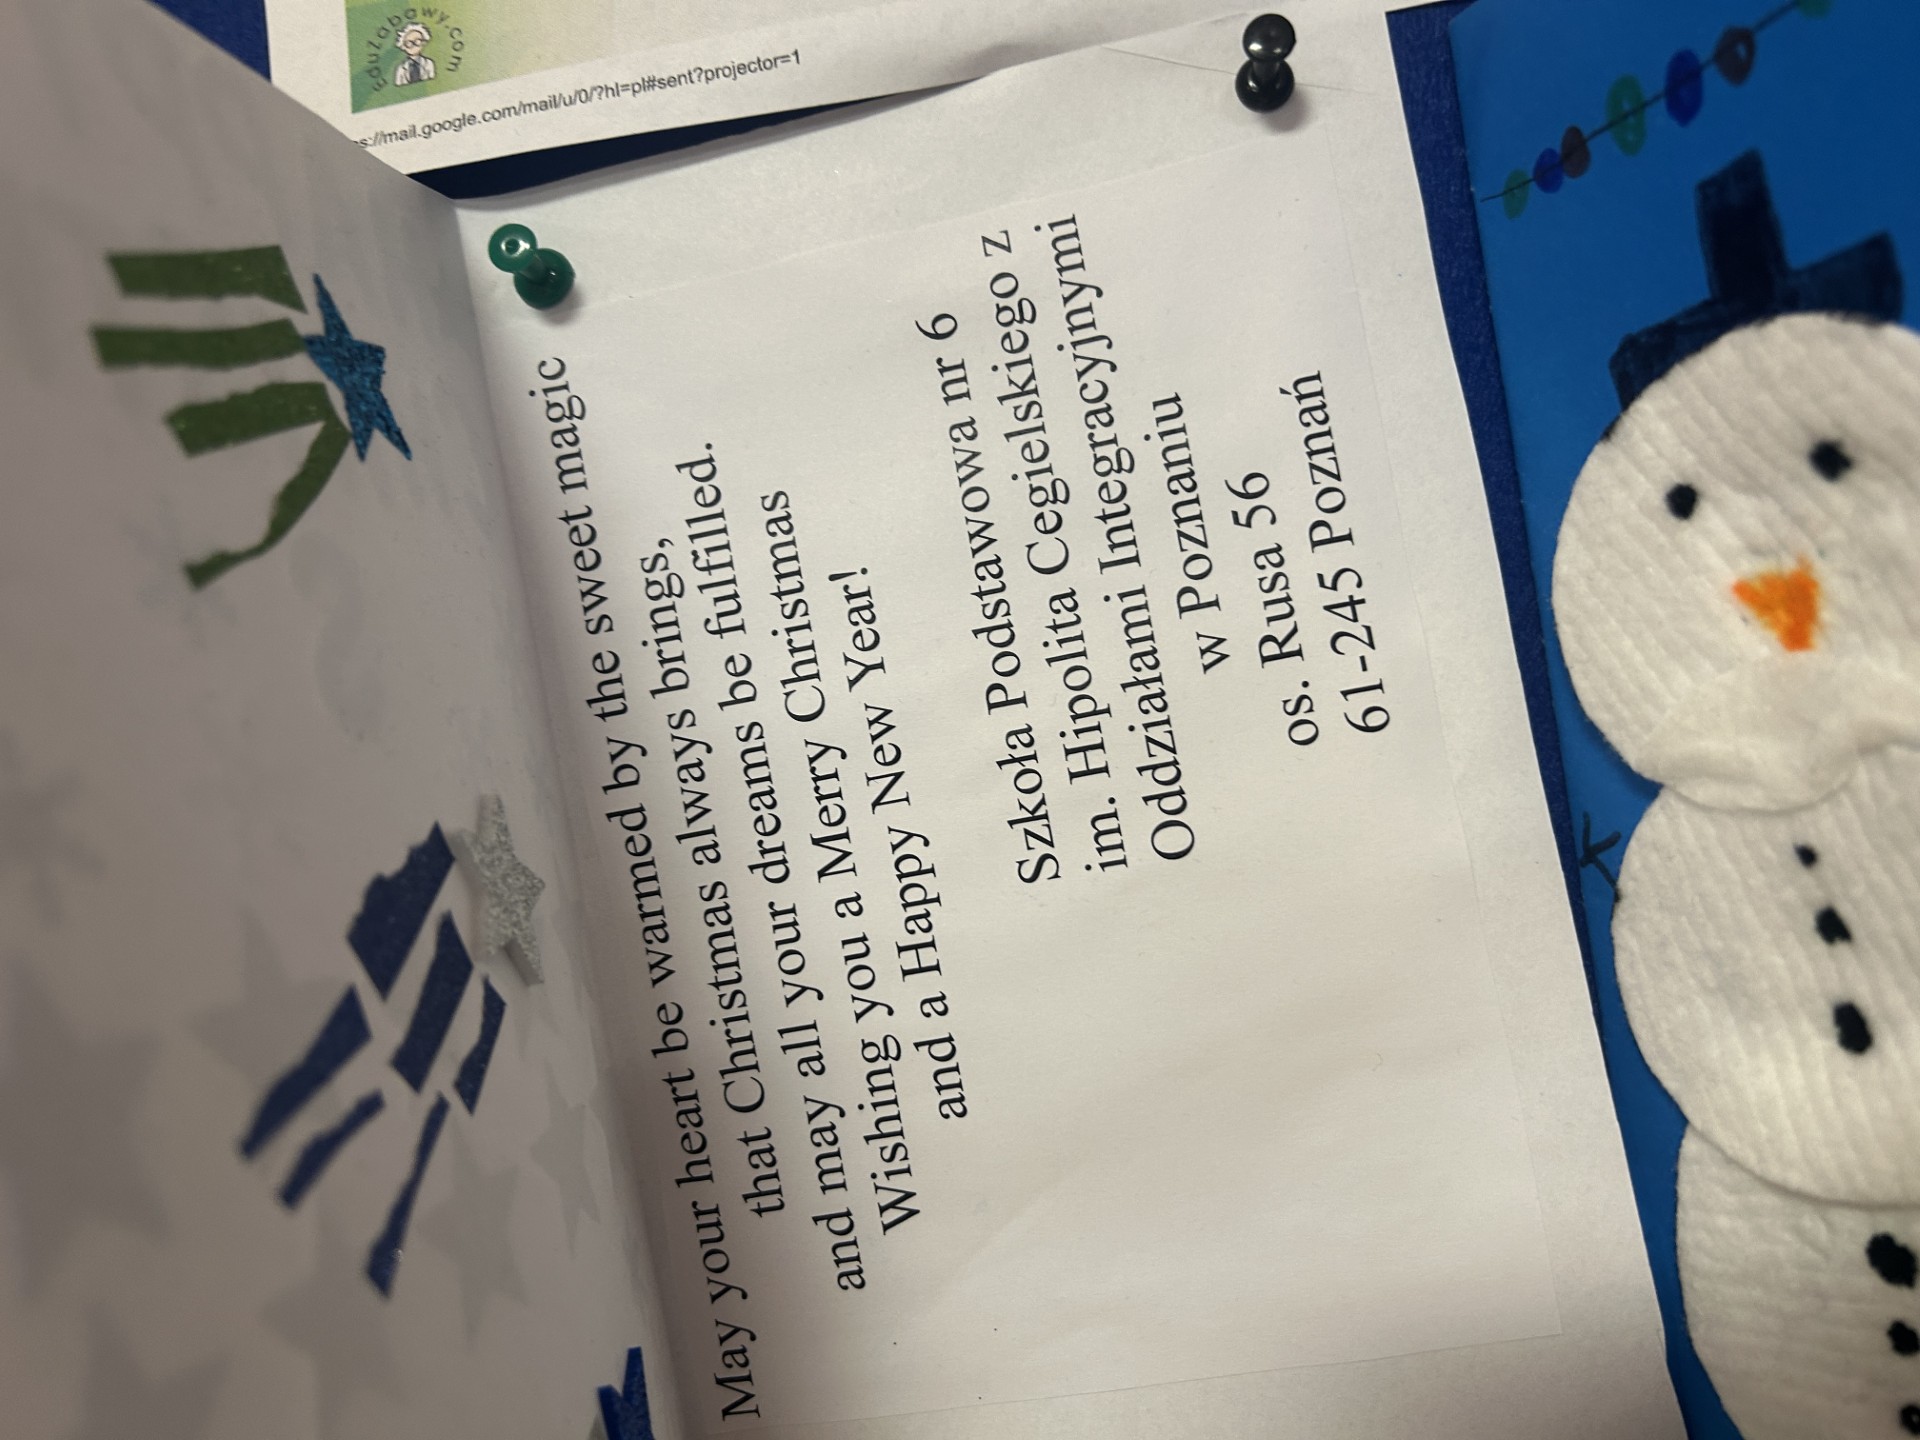 eduzabawy.com
s://mail.google.com/mail/u/0/?hl=pl#sent?projector=1
May your heart be warmed by the sweet magic
that Christmas always brings,
and may all your dreams be fulfilled.
Wishing you a Merry Christmas
and a Happy New Year!
Szkoła Podstawowa nr 6
im. Hipolita Cegielskiego z
Oddziałami Integracyjnymi
w Poznaniu
os. Rusa 56
61-245 Poznań